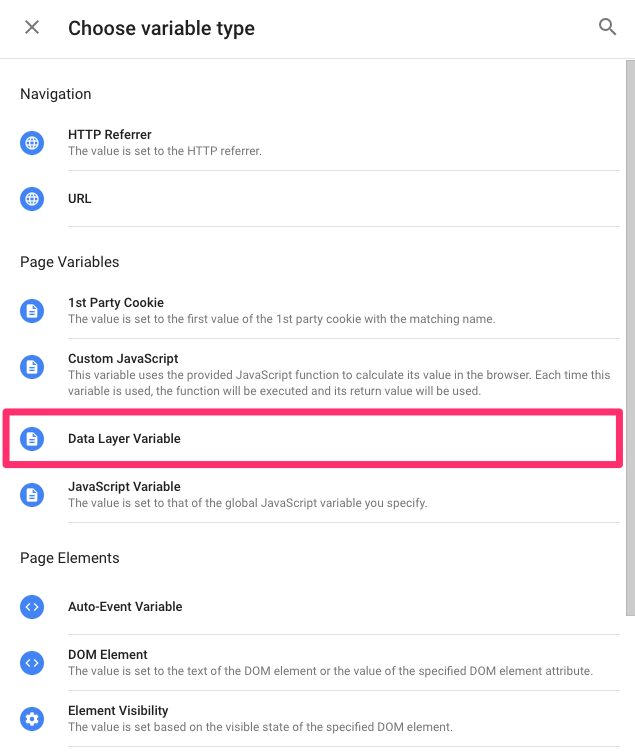 Choose variable type
Navigation
HTTP Referrer
The value is set to the HTTP referrer.
URL
Page Variables
1st Party Cookie
The value is set to the first value of the 1st party cookie with the matching name.
Custom JavaScript
This variable uses the provided JavaScript function to calculate its value in the browser. Each time this
variable is used, the function will be executed and its return value will be used.
Data Layer Variable
JavaScript Variable
The value is set to that of the global JavaScript variable you specify.
Page Elements
Auto-Event Variable
DOM Element
The value is set to the text of the DOM element or the value of the specified DOM element attribute.
Element Visibility
The value is set based on the visible state of the specified DOM element.